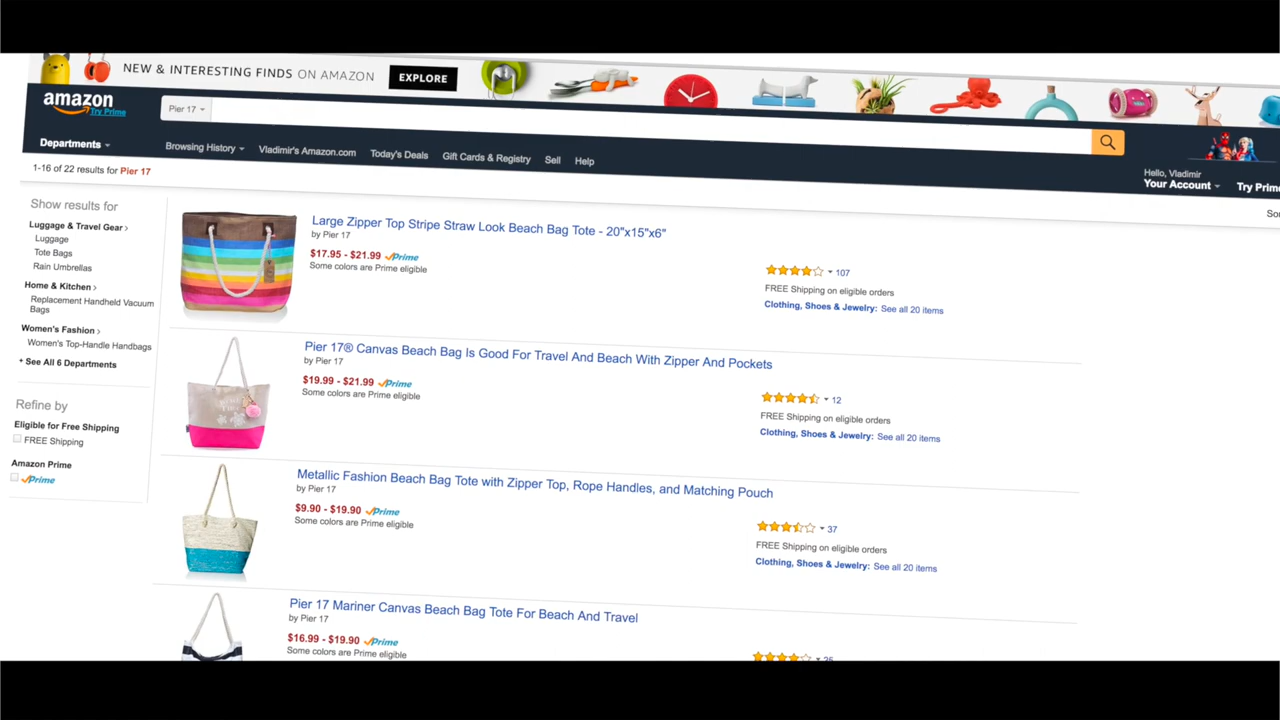 NEW & INTERESTING FINDS ON AMAZON EXPLORE
amazon
Try Prime
Pier 17
Departments
Browsing History
Vladimir's Amazon.com
Today's Deals
Gift Cards & Registry
Sell
Help
Hello, Vladimir
Your Account
Try Prime
1-16 of 22 results for Pier 17
Show results for
Luggage & Travel Gear ›
Luggage
Tote Bags
Rain Umbrellas
Home & Kitchen ›
Replacement Handheld Vacuum
Bags
Women's Fashion ›
Women's Top-Handle Handbags
+ See All 6 Departments
Refine by
Eligible for Free Shipping
FREE Shipping
Amazon Prime
Prime
Large Zipper Top Stripe Straw Look Beach Bag Tote - 20"x15"x6"
by Pier 17
$17.95 - $21.99 Prime
Some colors are Prime eligible
107
FREE Shipping on eligible orders
Clothing, Shoes & Jewelry: See all 20 items
Pier 17® Canvas Beach Bag Is Good For Travel And Beach With Zipper And Pockets
by Pier 17
$19.99 - $21.99 Prime
Some colors are Prime eligible
12
FREE Shipping on eligible orders
Clothing, Shoes & Jewelry: See all 20 items
Metallic Fashion Beach Bag Tote with Zipper Top, Rope Handles, and Matching Pouch
by Pier 17
$9.90 - $19.90 Prime
Some colors are Prime eligible
37
FREE Shipping on eligible orders
Clothing, Shoes & Jewelry: See all 20 items
Pier 17 Mariner Canvas Beach Bag Tote For Beach And Travel
by Pier 17
$16.99 - $19.90 Prime
Some colors are Prime eligible